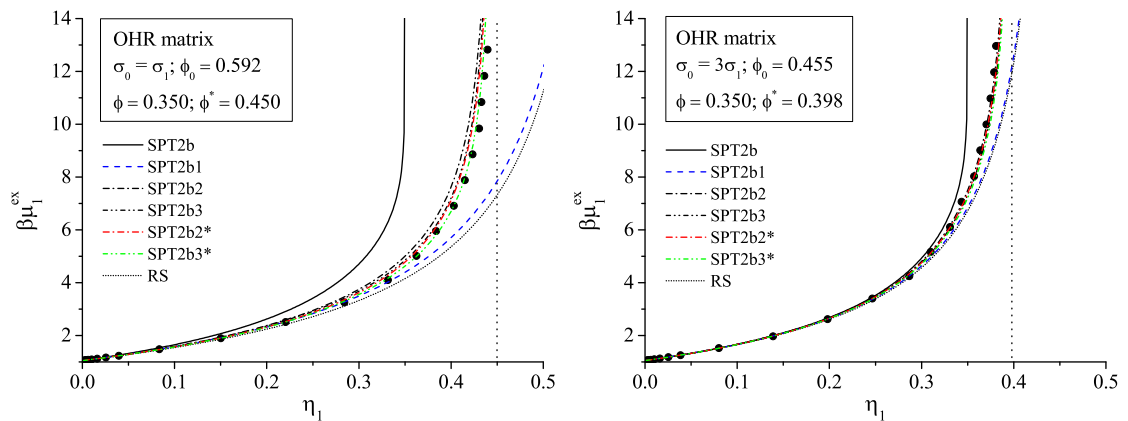 βμ₁ᵉˣ
14
12
10
8
6
4
2
OHR matrix
σ₀ = σ₁; ϕ₀ = 0.592
ϕ = 0.350; ϕ* = 0.450
SPT2b
SPT2b1
SPT2b2
SPT2b3
SPT2b2*
SPT2b3*
RS
0.0 0.1 0.2 0.3 0.4 0.5
η₁
βμ₁ᵉˣ
14
12
10
8
6
4
2
OHR matrix
σ₀ = 3σ₁; ϕ₀ = 0.455
ϕ = 0.350; ϕ* = 0.398
SPT2b
SPT2b1
SPT2b2
SPT2b3
SPT2b2*
SPT2b3*
RS
0.0 0.1 0.2 0.3 0.4 0.5
η₁